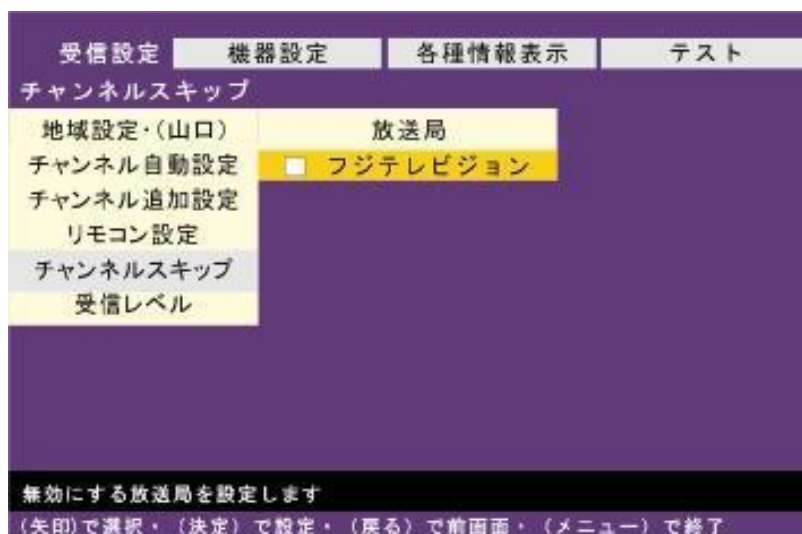 受信設定 機器設定 各種情報表示 テスト
チャンネルスキップ
地域設定・(山口) 放送局
チャンネル自動設定 フジテレビジョン
チャンネル追加設定
リモコン設定
チャンネルスキップ
受信レベル
無効にする放送局を設定します
(矢印)で選択・(決定)で設定・(戻る)で前画面・(メニュー)で終了